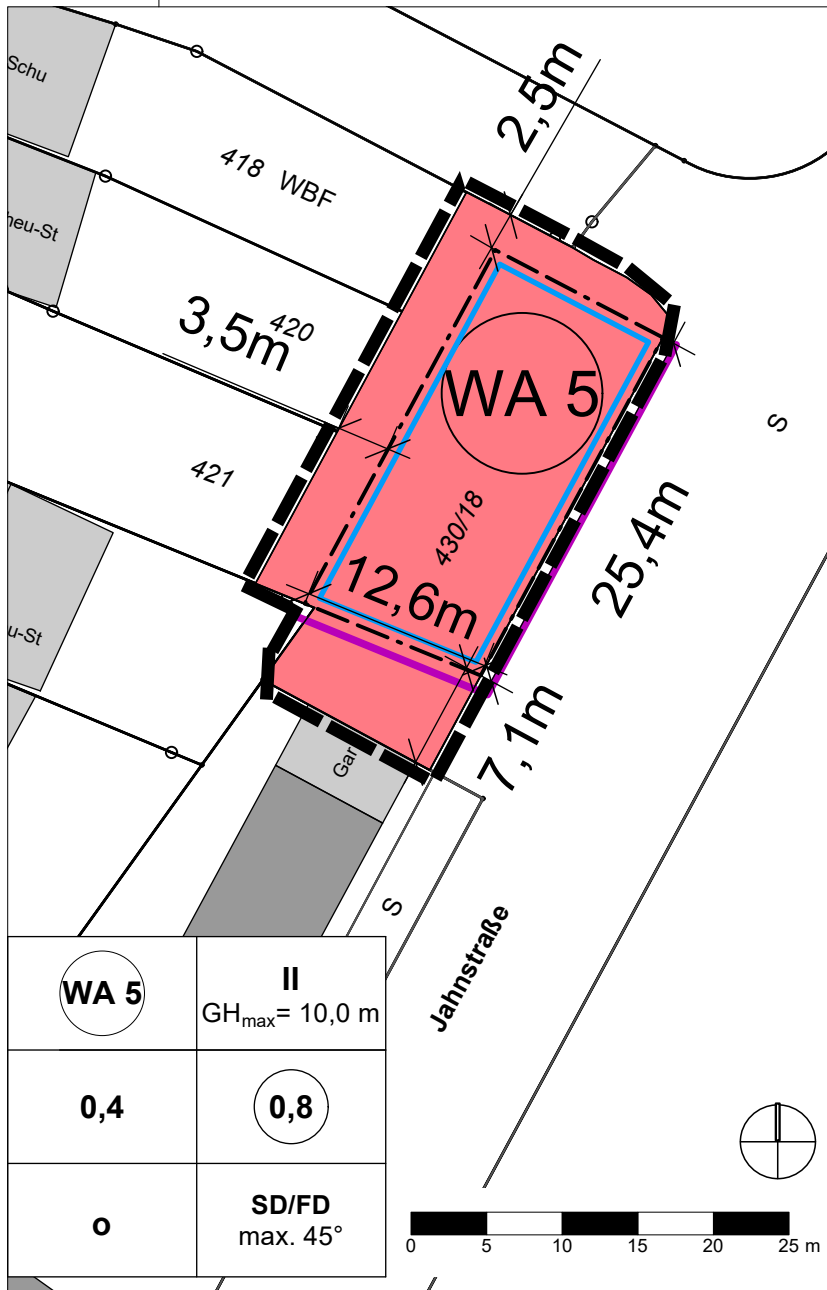 Schu
2,5m
418 WBF
heu-St
3,5m
420
WA 5
S
421
430/18
25,4m
12,6m
u-St
7,1m
Gar
S
Jahnstraße
WA 5
II
GHmax= 10,0 m
0,4
0,8
o
SD/FD
max. 45°
0 5 10 15 20 25 m